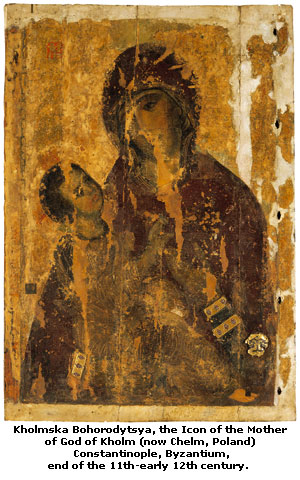 Kholmska Bohorodytsya, the Icon of the Mother
of God of Kholm (now Chelm, Poland)
Constantinople, Byzantium,
end of the 11th-early 12th century.